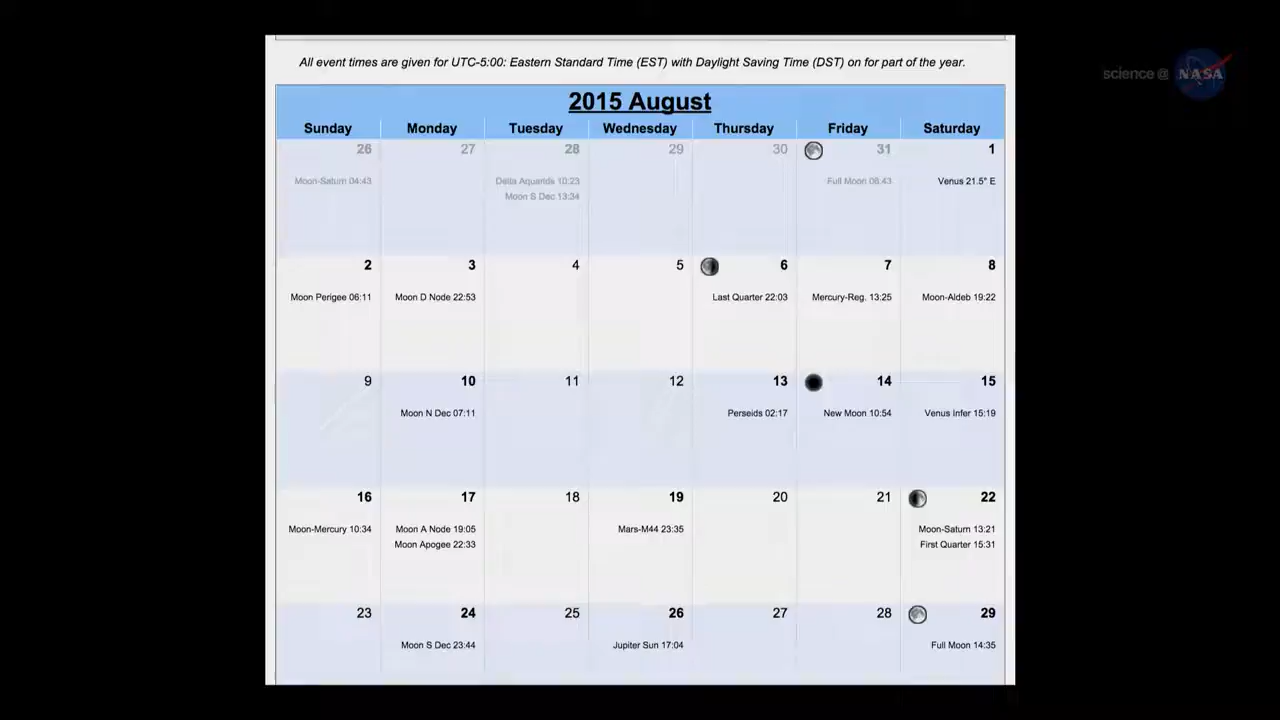 All event times are given for UTC-5:00: Eastern Standard Time (EST) with Daylight Saving Time (DST) on for part of the year.
science@ NASA
2015 August
Sunday Monday Tuesday Wednesday Thursday Friday Saturday
26 27 28 29 30 31 1
Moon-Saturn 04:43 Delta Aquarids 10:23 Full Moon 06:43 Venus 21.5° E
Moon S Dec 13:34
2 3 4 5 6 7 8
Moon Perigee 06:11 Moon D Node 22:53 Last Quarter 22:03 Mercury-Reg. 13:25 Moon-Aldeb 19:22
9 10 11 12 13 14 15
Moon N Dec 07:11 Perseids 02:17 New Moon 10:54 Venus Infer 15:19
16 17 18 19 20 21 22
Moon-Mercury 10:34 Moon A Node 19:05 Mars-M44 23:35 Moon-Saturn 13:21
Moon Apogee 22:33 First Quarter 15:31
23 24 25 26 27 28 29
Moon S Dec 23:44 Jupiter Sun 17:04 Full Moon 14:35